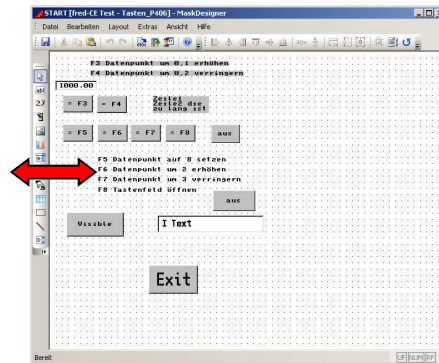 START [fred-CE Test - Tasten_P406] - MaskDesigner
Datei Bearbeiten Layout Extras Ansicht Hilfe
F3 Datenpunkt um 0,1 erhöhen
F4 Datenpunkt um 0,2 verringern
I000.00
= F3 = F4 Zeile1
Zeile2 die
zu lang ist
= F5 = F6 = F7 = F8 aus
F5 Datenpunkt auf 8 setzen
F6 Datenpunkt um 2 erhöhen
F7 Datenpunkt um 3 verringern
F8 Tastenfeld öffnen
aus
Visible I Text
Exit
Bereit UF NUM RF